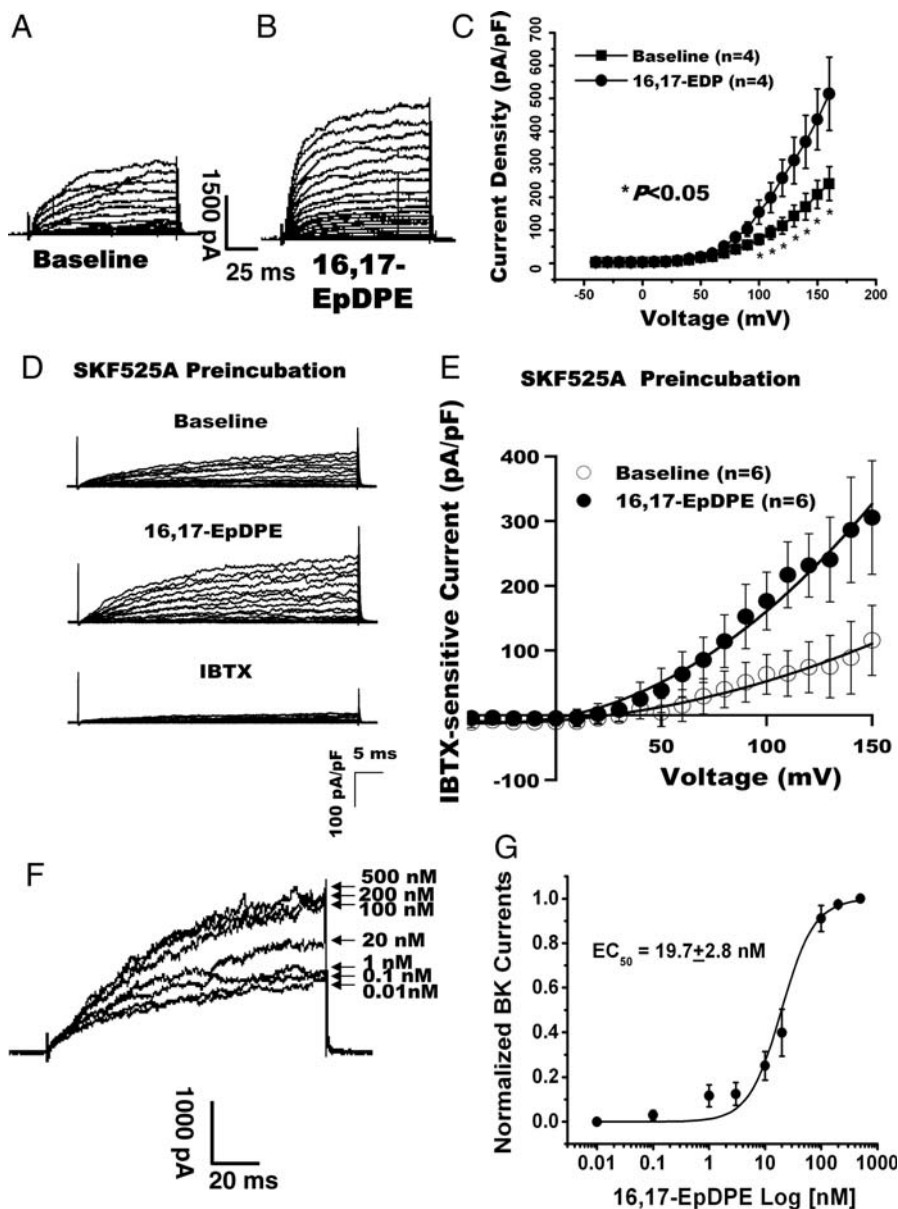 A
Baseline
1500 pA
25 ms
B
16,17-
EpDPE
C
Current Density (pA/pF)
700
600
500
400
300
200
100
0
Baseline (n=4)
16,17-EDP (n=4)
*P<0.05
* * * * * * *
-50 0 50 100 150 200
Voltage (mV)
D
SKF525A Preincubation
Baseline
16,17-EpDPE
IBTX
5 ms
100 pA/pF
E
SKF525A Preincubation
IBTX-sensitive Current (pA/pF)
400
300
200
100
-100
Baseline (n=6)
16,17-EpDPE (n=6)
50 100 150
Voltage (mV)
F
500 nM
200 nM
100 nM
20 nM
1 nM
0.1 nM
0.01nM
1000 pA
20 ms
G
Normalized BK Currents
1.0
0.8
0.6
0.4
0.2
0.0
EC50 = 19.7±2.8 nM
0.01 0.1 1 10 100 1000
16,17-EpDPE Log [nM]